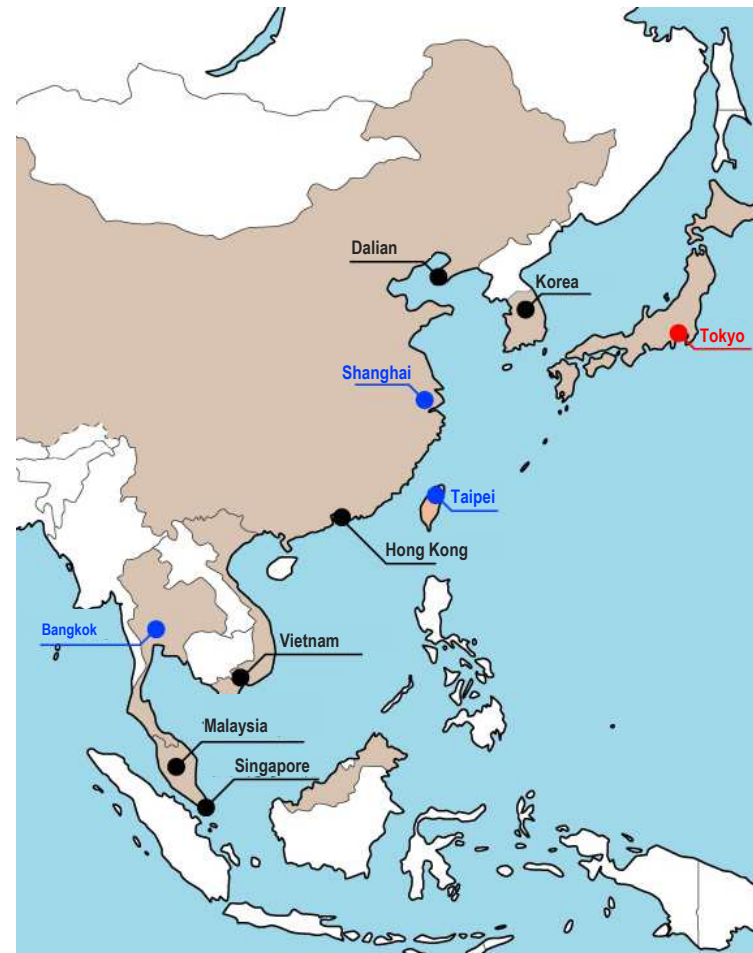 Dalian
Korea
Tokyo
Shanghai
Taipei
Hong Kong
Bangkok
Vietnam
Malaysia
Singapore